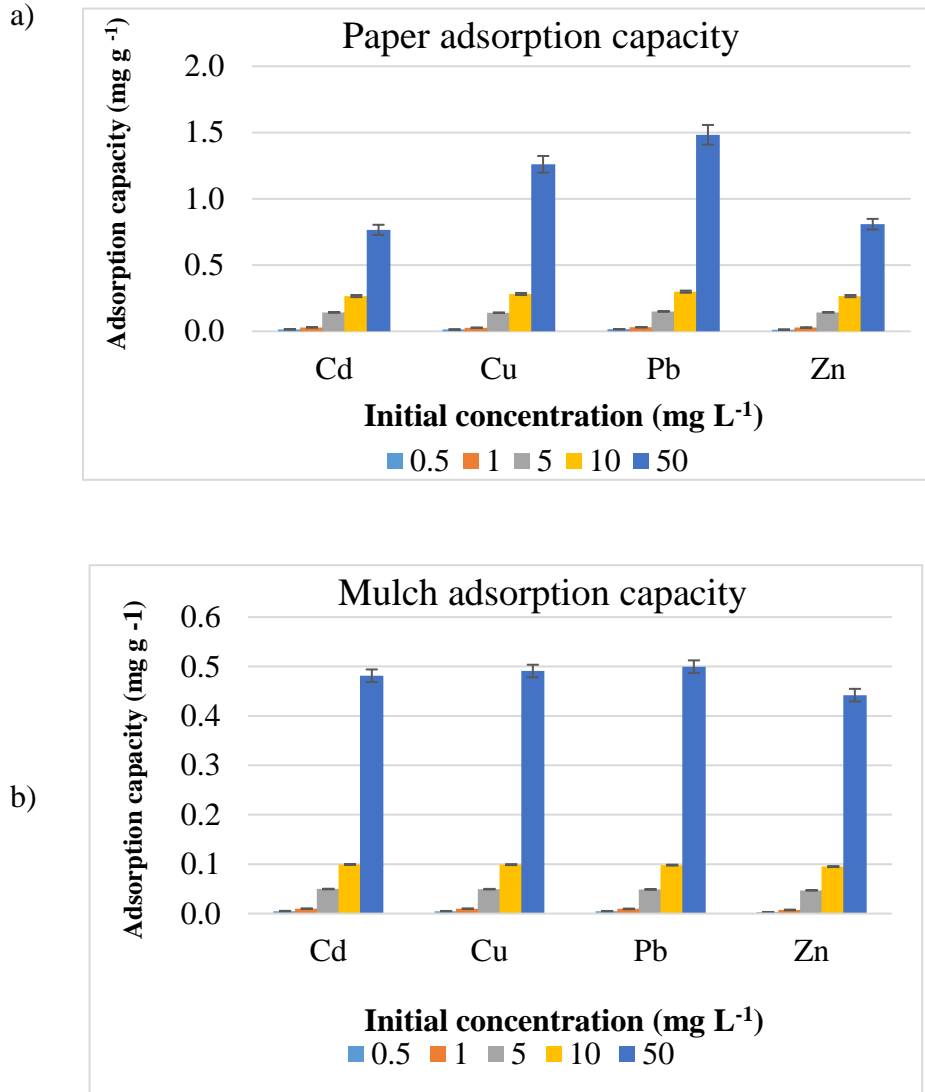 a)
Paper adsorption capacity
Adsorption capacity (mg g -1)
2.0
1.5
1.0
0.5
0.0
Cd Cu Pb Zn
Initial concentration (mg L-1)
0.5 1 5 10 50
b)
Mulch adsorption capacity
Adsorption capacity (mg g -1)
0.6
0.5
0.4
0.3
0.2
0.1
0.0
Cd Cu Pb Zn
Initial concentration (mg L-1)
0.5 1 5 10 50